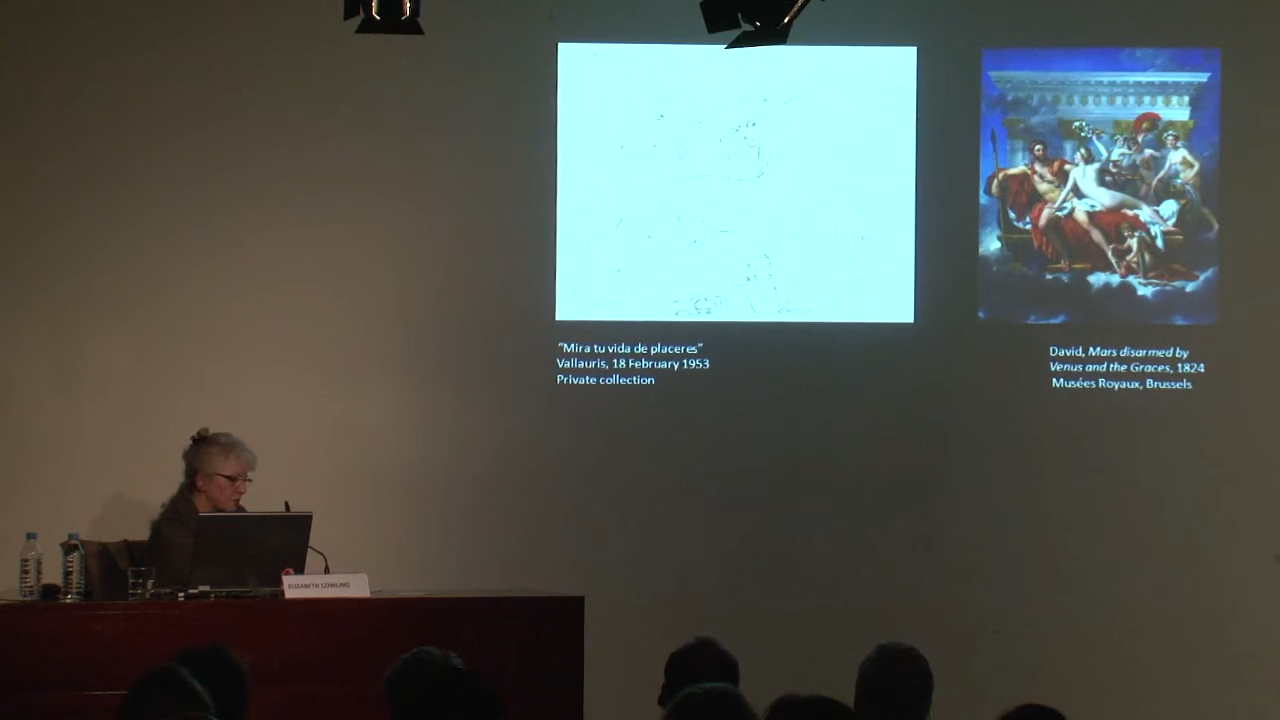 "Mira tu vida de placeres"
Vallauris, 18 February 1953
Private collection
David, Mars disarmed by
Venus and the Graces, 1824
Musées Royaux, Brussels
ELIZABETH COWLING